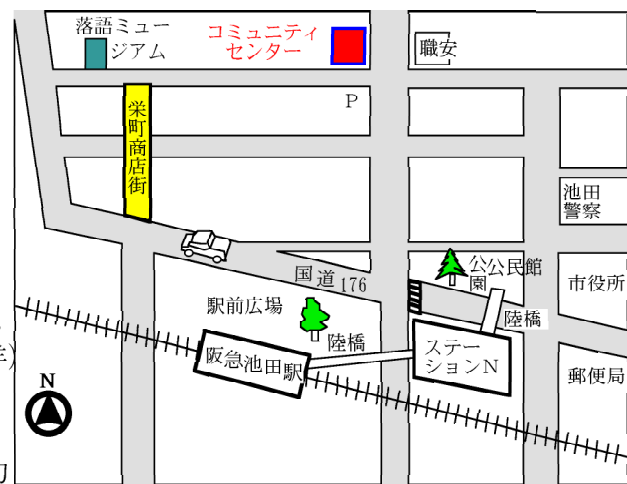 落語ミュー
ジアム
コミュニティ
センター
職安
P
栄町商店街
池田
警察
国道176
公園
公民館
市役所
駅前広場
陸橋
陸橋
阪急池田駅
ステー
ションN
郵便局
N